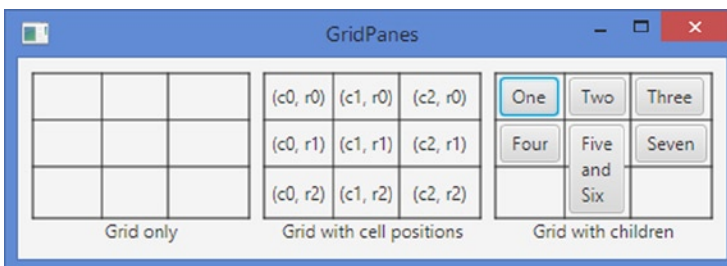 GridPanes
(c0, r0) (c1, r0) (c2, r0) One Two Three
(c0, r1) (c1, r1) (c2, r1) Four Five Seven
and
(c0, r2) (c1, r2) (c2, r2) Six
Grid only Grid with cell positions Grid with children